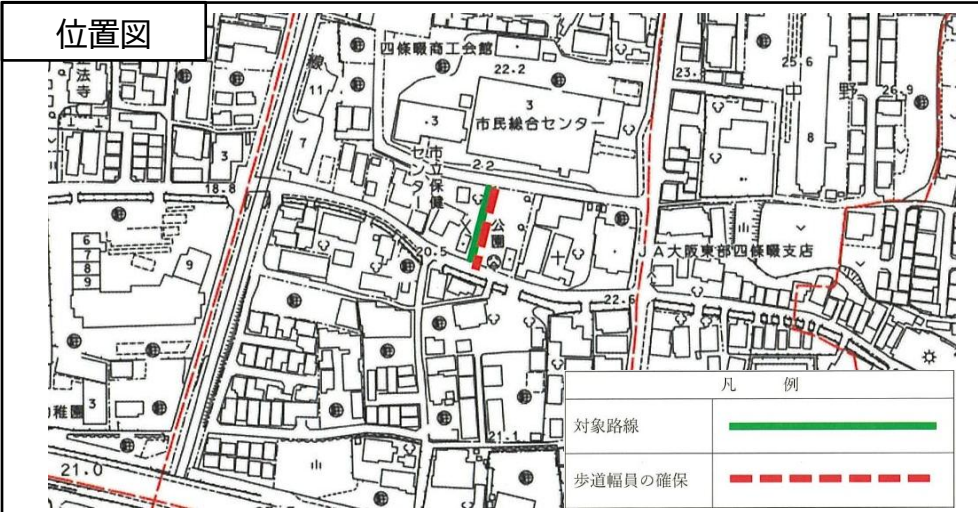 位置図
四條畷商工会館
22.2
線
11
法寺
3
7
3
3
市民総合センター
23.
25.6
中 野
26.9
8
22
18.8
市立保健
センター
公園
20.5
JA大阪東部四條畷支店
22.6
6
7
8
9
9
3
幼稚園
21.0
21.1
凡 例
対象路線
歩道幅員の確保